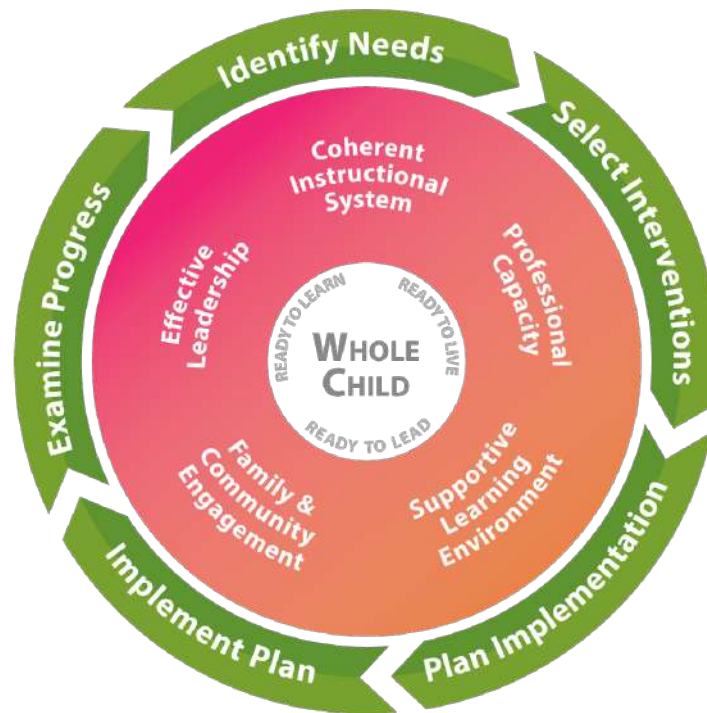 Identify Needs
Select Interventions
Plan Implementation
Implement Plan
Examine Progress
Coherent
Instructional
System
Professional
Capacity
Supportive
Learning
Environment
Family &
Community
Engagement
Effective
Leadership
READY TO LEARN
READY TO LIVE
READY TO LEAD
WHOLE
CHILD